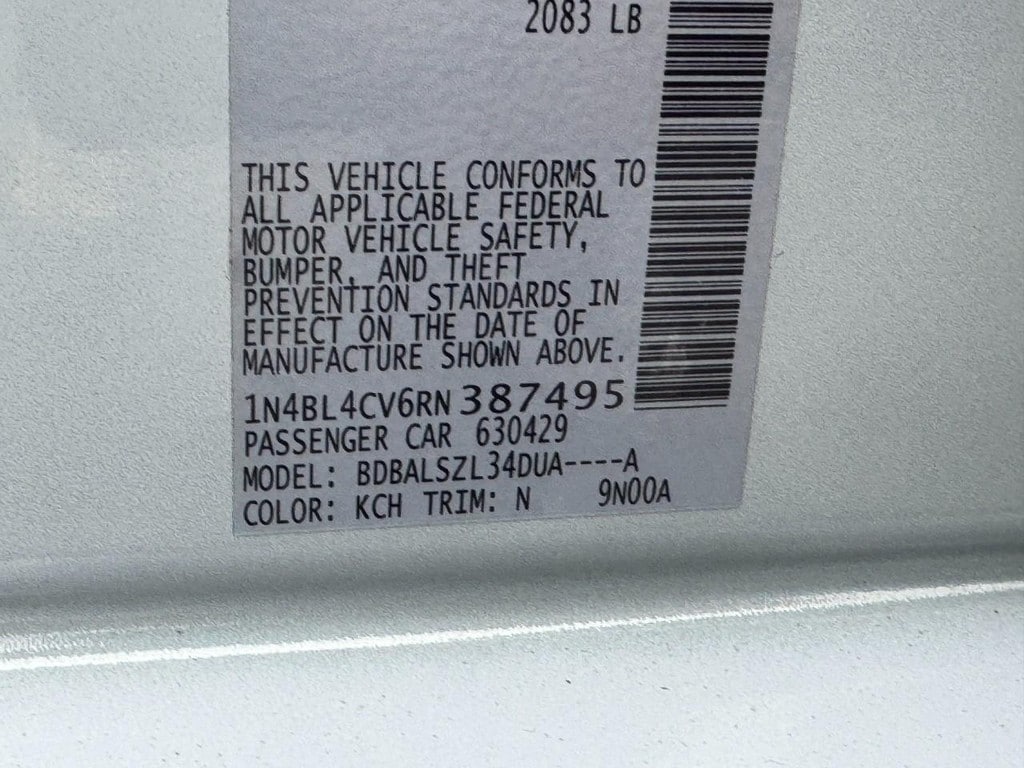 2083 LB
THIS VEHICLE CONFORMS TO
ALL APPLICABLE FEDERAL
MOTOR VEHICLE SAFETY,
BUMPER, AND THEFT
PREVENTION STANDARDS IN
EFFECT ON THE DATE OF
MANUFACTURE SHOWN ABOVE.
1N4BL4CV6RN387495
PASSENGER CAR 630429
MODEL: BDBALSZL34DUA----A
COLOR: KCH TRIM: N 9N00A